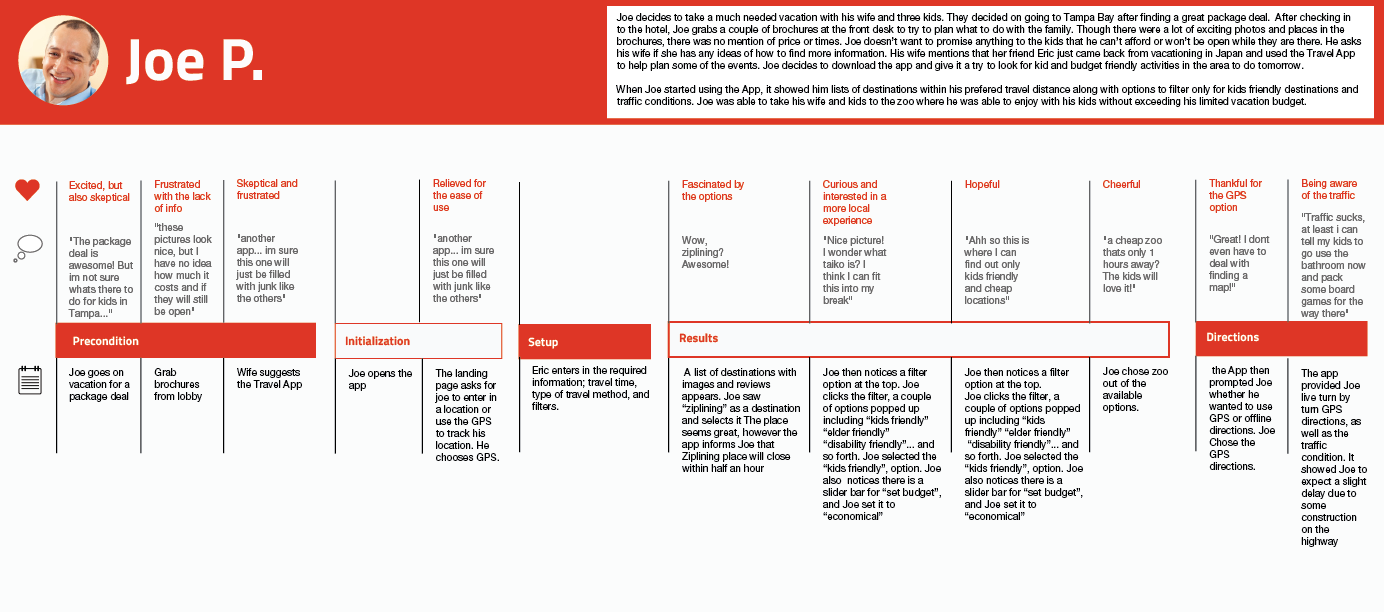 Joe P.
Joe decides to take a much needed vacation with his wife and three kids. They decided on going to Tampa Bay after finding a great package deal.  After checking in
to the hotel, Joe grabs a couple of brochures at the front desk to try to plan what to do with the family. Though there were a lot of exciting photos and places in the
brochures, there was no mention of price or times. Joe doesn't want to promise anything to the kids that he can't afford or won't be open while they are there. He asks
his wife if she has any ideas of how to find more information. His wife mentions that her friend Eric just came back from vacationing in Japan and used the Travel App
to help plan some of the events. Joe decides to download the app and give it a try to look for kid and budget friendly activities in the area to do tomorrow.
When Joe started using the App, it showed him lists of destinations within his prefered travel distance along with options to filter only for kids friendly destinations and
traffic conditions. Joe was able to take his wife and kids to the zoo where he was able to enjoy with his kids without exceeding his limited vacation budget.
Excited, but
also skeptical
Frustrated
with the lack
of info
Skeptical and
frustrated
Relieved for
the ease of
use
Fascinated by
the options
Curious and
interested in a
more local
experience
Hopeful
Cheerful
Thankful for
the GPS
option
Being aware
of the traffic
"The package
deal is
awesome! But
im not sure
whats there to
do for kids in
Tampa..."
"these
pictures look
nice, but I
have no idea
how much it
costs and if
they will still
be open"
"another
app... im sure
this one will
just be filled
with junk like
the others"
"another
app... im sure
this one will
just be filled
with junk like
the others"
Wow,
ziplining?
Awesome!
"Nice picture!
I wonder what
taiko is? I
think I can fit
this into my
break"
"Ahh so this is
where I can
find out only
kids friendly
and cheap
locations"
"a cheap zoo
thats only 1
hours away?
The kids will
love it!"
"Great! I dont
even have to
deal with
finding a
map!"
"Traffic sucks,
at least i can
tell my kids to
go use the
bathroom now
and pack
some board
games for the
way there"
Precondition
Initialization
Setup
Results
Directions
Joe goes on
vacation for a
package deal
Grab
brochures
from lobby
Wife suggests
the Travel App
Joe opens the
app
The landing
page asks for
joe to enter in
a location or
use the GPS
to track his
location. He
chooses GPS.
Eric enters in the required
information; travel time,
type of travel method, and
filters.
A list of destinations with
images and reviews
appears. Joe saw
“ziplining” as a destination
and selects it The place
seems great, however the
app informs Joe that
Ziplining place will close
within half an hour
Joe then notices a filter
option at the top. Joe
clicks the filter, a couple
of options popped up
including “kids friendly”
“elder friendly”
“disability friendly”... and
so forth. Joe selected the
“kids friendly”, option. Joe
also  notices there is a
slider bar for “set budget”,
and Joe set it to
“economical”
Joe then notices a filter
option at the top.
Joe clicks the filter, a
couple of options popped
up including “kids
friendly” “elder friendly”
“disability friendly”... and
so forth. Joe selected the
“kids friendly”, option. Joe
also notices there is a
slider bar for “set budget”,
and Joe set it to
“economical”
Joe chose zoo
out of the
available
options.
the App then
prompted Joe
whether he
wanted to use
GPS or offline
directions. Joe
Chose the
GPS
directions.
The app
provided Joe
live turn by
turn GPS
directions, as
well as the
traffic
condition. It
showed Joe to
expect a slight
delay due to
some
construction
on the
highway